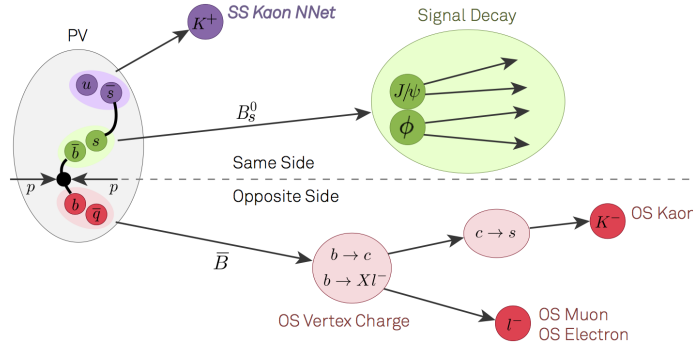 SS Kaon NNet
K⁺
Signal Decay
PV
u
s̅
J/ψ
B⁰ₛ
ϕ
s
b̅
Same Side
p
p
Opposite Side
b
q̅
K⁻
OS Kaon
c → s
B̅
b → c
b → Xl⁻
OS Vertex Charge
l⁻
OS Muon
OS Electron